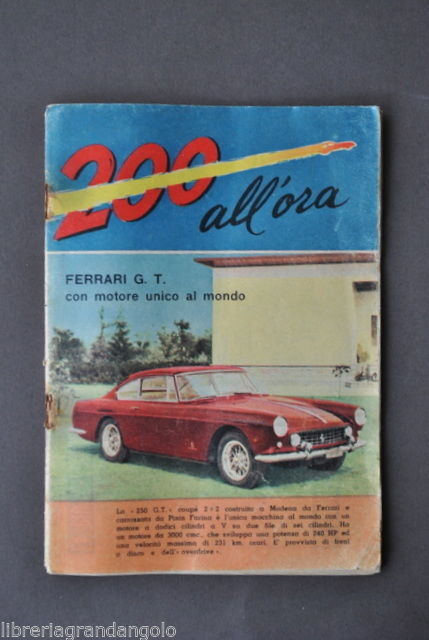 200
all'ora
FERRARI G. T.
con motore unico al mondo
La « 250 G.T. » coupé 2+2 costruita a Modena da Ferrari e
carrozzata da Pinin Farina è l'unica macchina al mondo con un
motore a dodici cilindri a V su due file di sei cilindri. Ha
un motore da 3000 cmc., che sviluppa una potenza di 240 HP ed
una velocità massima di 231 km. orari. E' provvista di freni
a disco e dell'« overdrive ».
libreriagrandangolo